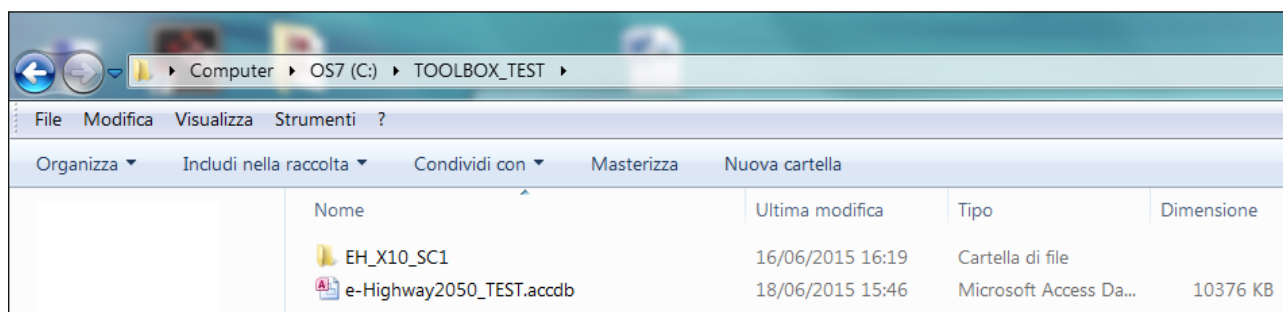 Computer OS7 (C:) TOOLBOX_TEST
File Modifica Visualizza Strumenti ?
Organizza Includi nella raccolta Condividi con Masterizza Nuova cartella
Nome Ultima modifica Tipo Dimensione
EH_X10_SC1 16/06/2015 16:19 Cartella di file
e-Highway2050_TEST.accdb 18/06/2015 15:46 Microsoft Access Da... 10376 KB